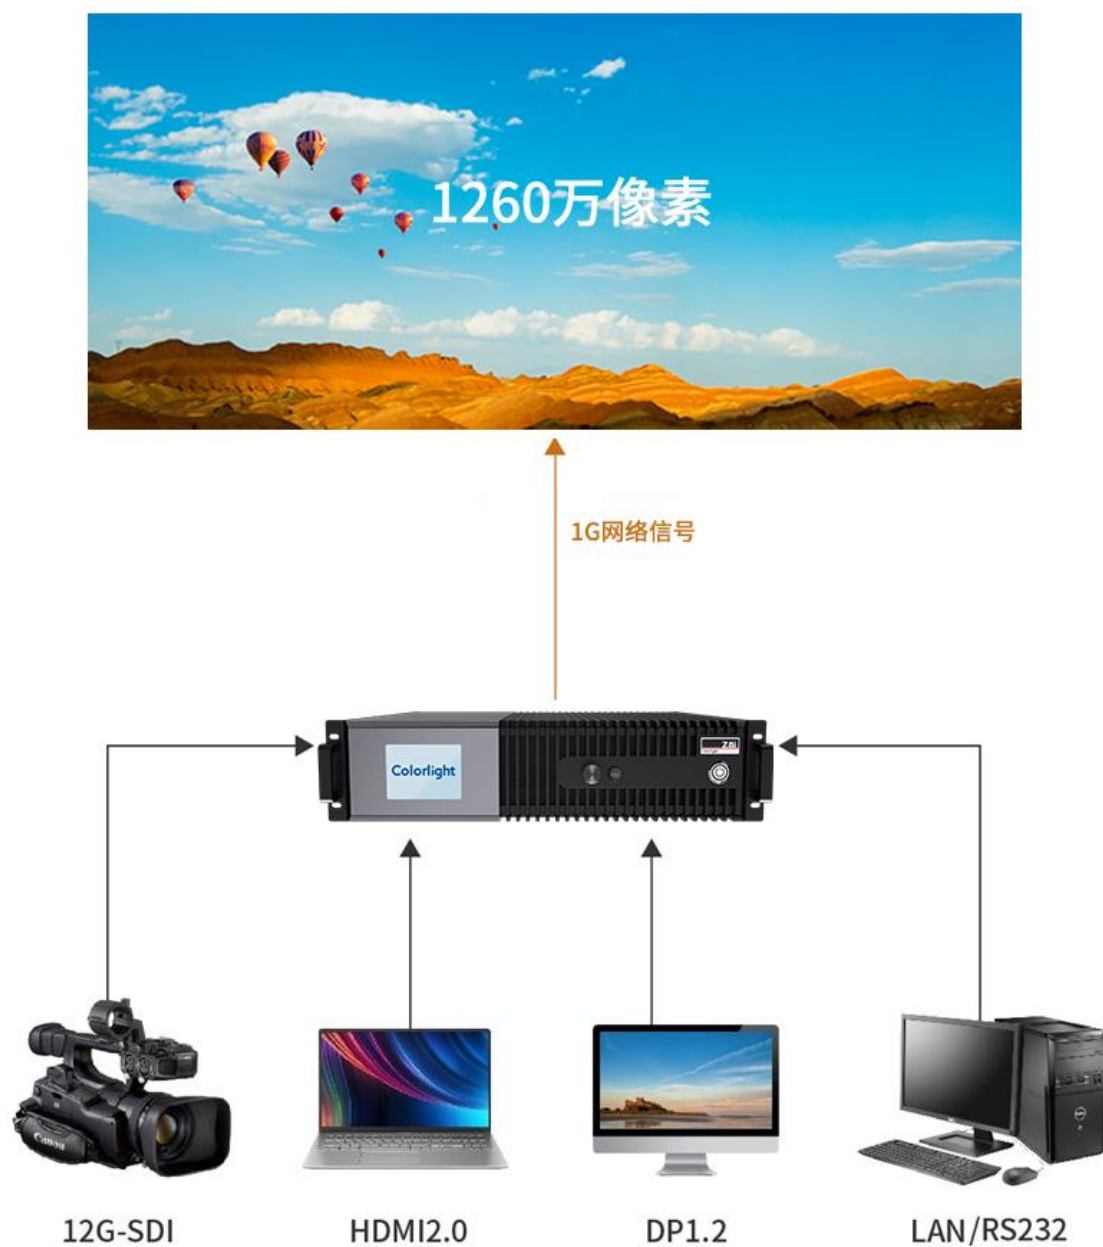 1260万像素
1G网络信号
Colorlight
Canon
12G-SDI
HDMI2.0
DP1.2
LAN/RS232